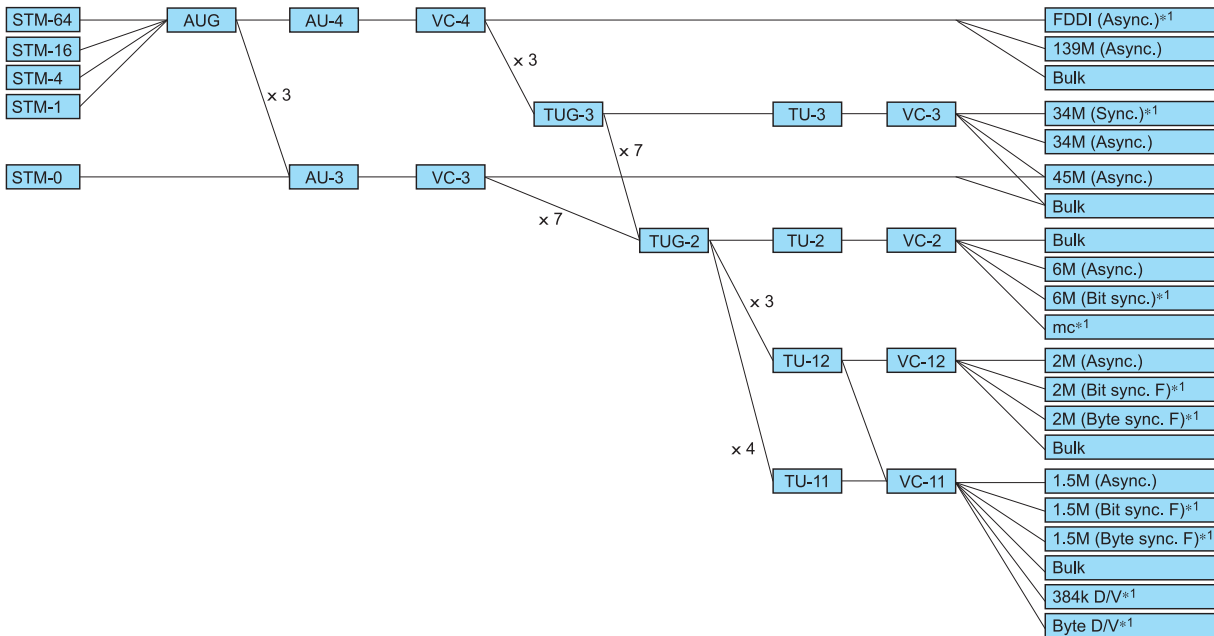 STM-64 AUG AU-4 VC-4 FDDI (Async.)*1
STM-16 139M (Async.)
STM-4 × 3 Bulk
STM-1 × 3
TUG-3 TU-3 VC-3 34M (Sync.)*1
× 7 34M (Async.)
STM-0 AU-3 VC-3 45M (Async.)
× 7 Bulk
TUG-2 TU-2 VC-2 Bulk
6M (Async.)
× 3 6M (Bit sync.)*1
mc*1
TU-12 VC-12 2M (Async.)
2M (Bit sync. F)*1
2M (Byte sync. F)*1
× 4 Bulk
TU-11 VC-11 1.5M (Async.)
1.5M (Bit sync. F)*1
1.5M (Byte sync. F)*1
Bulk
384k D/V*1
Byte D/V*1